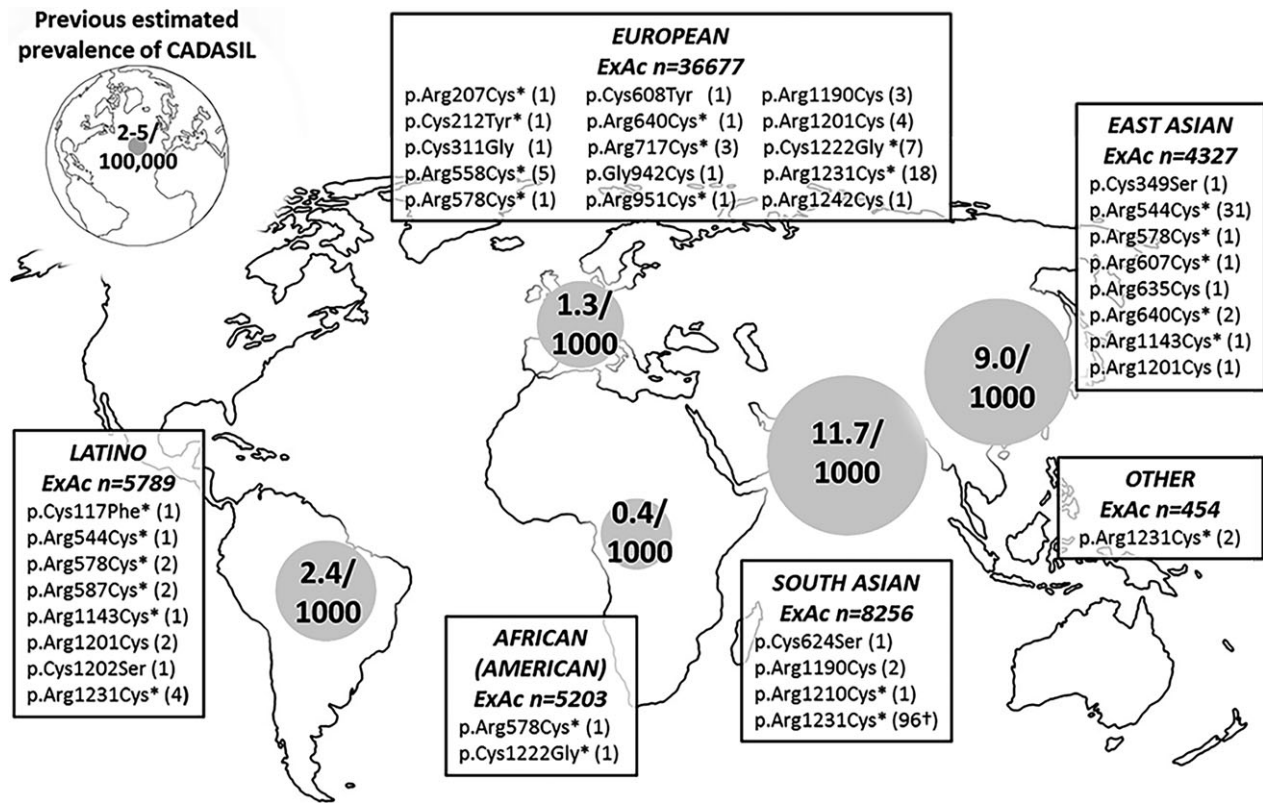 Previous estimated
prevalence of CADASIL
2-5/
100,000
EUROPEAN
ExAc n=36677
p.Arg207Cys* (1) p.Cys608Tyr (1) p.Arg1190Cys (3)
p.Cys212Tyr* (1) p.Arg640Cys* (1) p.Arg1201Cys (4)
p.Cys311Gly (1) p.Arg717Cys* (3) p.Cys1222Gly *(7)
p.Arg558Cys* (5) p.Gly942Cys (1) p.Arg1231Cys* (18)
p.Arg578Cys* (1) p.Arg951Cys* (1) p.Arg1242Cys (1)
EAST ASIAN
ExAc n=4327
p.Cys349Ser (1)
p.Arg544Cys* (31)
p.Arg578Cys* (1)
p.Arg607Cys* (1)
p.Arg635Cys (1)
p.Arg640Cys* (2)
p.Arg1143Cys* (1)
p.Arg1201Cys (1)
1.3/
1000
9.0/
1000
11.7/
1000
0.4/
1000
2.4/
1000
LATINO
ExAc n=5789
p.Cys117Phe* (1)
p.Arg544Cys* (1)
p.Arg578Cys* (2)
p.Arg587Cys* (2)
p.Arg1143Cys* (1)
p.Arg1201Cys (2)
p.Cys1202Ser (1)
p.Arg1231Cys* (4)
AFRICAN
(AMERICAN)
ExAc n=5203
p.Arg578Cys* (1)
p.Cys1222Gly* (1)
SOUTH ASIAN
ExAc n=8256
p.Cys624Ser (1)
p.Arg1190Cys (2)
p.Arg1210Cys* (1)
p.Arg1231Cys* (96†)
OTHER
ExAc n=454
p.Arg1231Cys* (2)